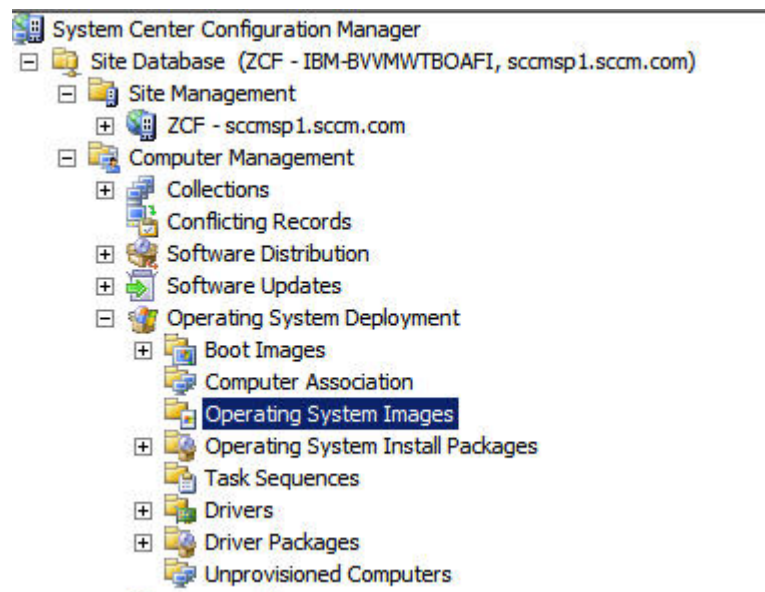 System Center Configuration Manager
Site Database (ZCF - IBM-BVVMWTBOAFI, sccmsp1.sccm.com)
Site Management
ZCF - sccmsp1.sccm.com
Computer Management
Collections
Conflicting Records
Software Distribution
Software Updates
Operating System Deployment
Boot Images
Computer Association
Operating System Images
Operating System Install Packages
Task Sequences
Drivers
Driver Packages
Unprovisioned Computers